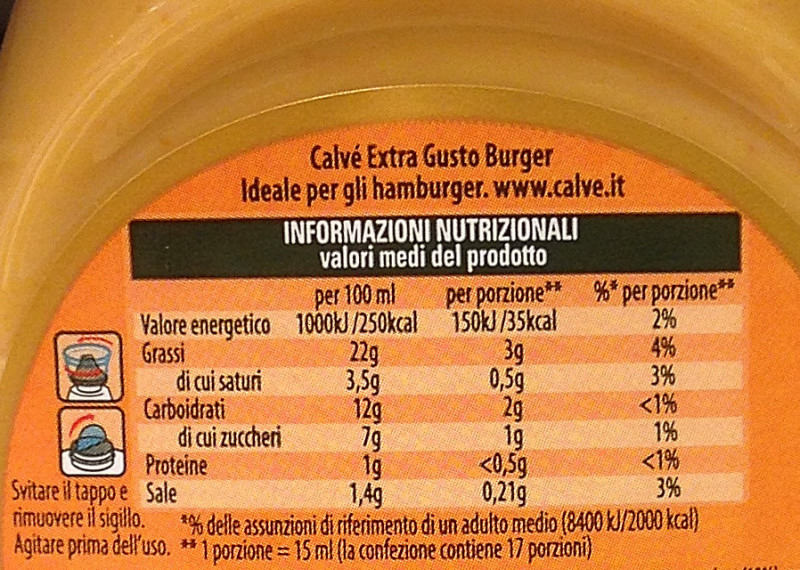 Calvé Extra Gusto Burger
Ideale per gli hamburger. www.calve.it
INFORMAZIONI NUTRIZIONALI
valori medi del prodotto
per 100 ml per porzione** %* per porzione**
Valore energetico 1000kJ/250kcal 150kJ/35kcal 2%
Grassi 22g 3g 4%
di cui saturi 3,5g 0,5g 3%
Carboidrati 12g 2g <1%
di cui zuccheri 7g 1g 1%
Proteine 1g <0,5g <1%
Sale 1,4g 0,21g 3%
Svitare il tappo e
rimuovere il sigillo.
Agitare prima dell'uso.
*% delle assunzioni di riferimento di un adulto medio (8400 kJ/2000 kcal)
** 1 porzione = 15 ml (la confezione contiene 17 porzioni)